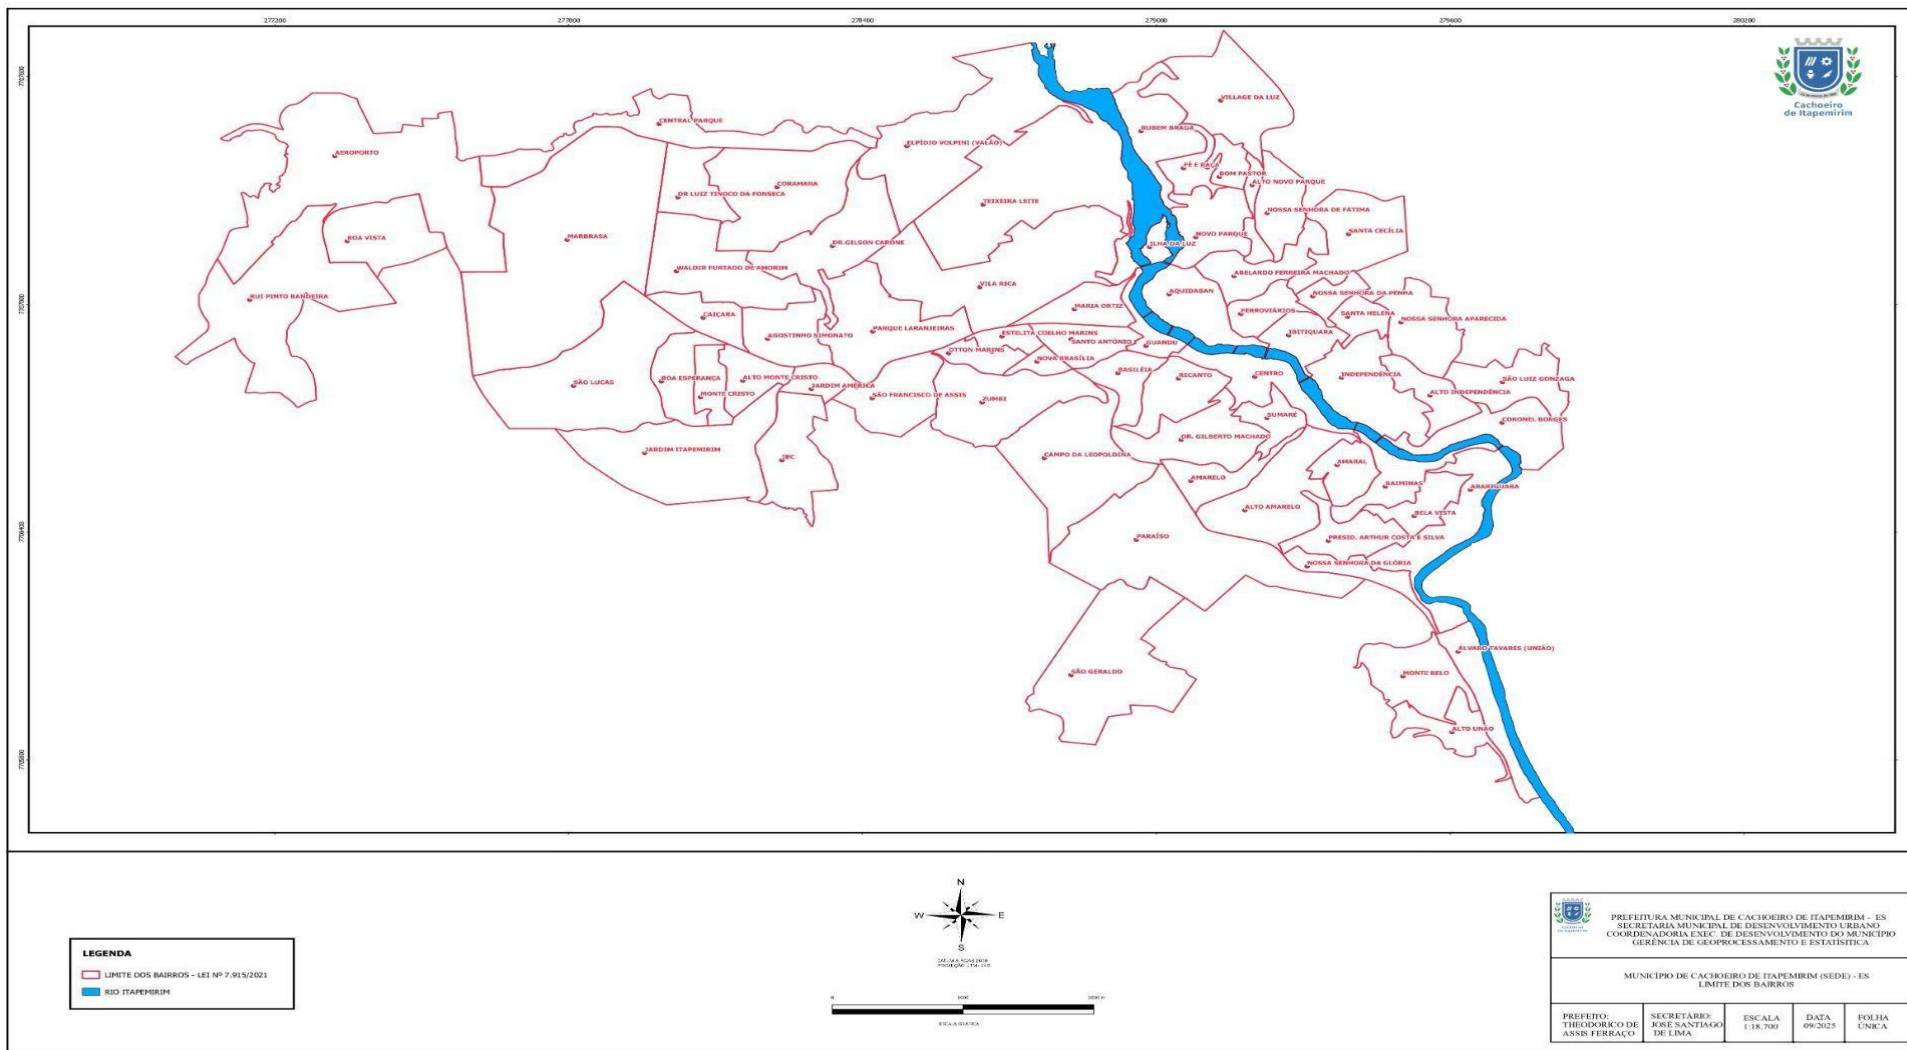 277200
277800
278400
279000
279600
280200
7707600
7707000
7706400
7705800
Cachoeiro
de Itapemirim
VILLAGE DA LUZ
CENTRAL PARQUE
RUBEM BRAGA
ELPÍDIO VOLPINI (VALÃO)
AEROPORTO
FÉ E RAÇA
BOM PASTOR
ALTO NOVO PARQUE
CORAMARA
DR LUIZ TINOCO DA FONSECA
TEIXEIRA LEITE
NOSSA SENHORA DE FÁTIMA
SANTA CECÍLIA
BOA VISTA
MARBRASA
DR.GILSON CARONE
NOVO PARQUE
ILHA DA LUZ
WALDIR FURTADO DE AMORIM
ABELARDO FERREIRA MACHADO
VILA RICA
AQUIDABAN
NOSSA SENHORA DA PENHA
RUI PINTO BANDEIRA
MARIA ORTIZ
FERROVIÁRIOS
SANTA HELENA
NOSSA SENHORA APARECIDA
CAIÇARA
AGOSTINHO SIMONATO
PARQUE LARANJEIRAS
ESTELITA COELHO MARINS
SANTO ANTÔNIO
GUANDU
IBITIQUARA
OTTON MARINS
NOVA BRASÍLIA
BASILÉIA
RECANTO
CENTRO
INDEPENDÊNCIA
SÃO LUIZ GONZAGA
SÃO LUCAS
BOA ESPERANÇA
ALTO MONTE CRISTO
MONTE CRISTO
JARDIM AMÉRICA
SÃO FRANCISCO DE ASSIS
ZUMBI
ALTO INDEPENDÊNCIA
SUMARÉ
CORONEL BORGES
DR. GILBERTO MACHADO
JARDIM ITAPEMIRIM
IBC
CAMPO DA LEOPOLDINA
AMARAL
AMARELO
BAIMINAS
ARARIGUARA
ALTO AMARELO
BELA VISTA
PARAÍSO
PRESID. ARTHUR COSTA E SILVA
NOSSA SENHORA DA GLÓRIA
ÁLVARO TAVARES (UNIÃO)
SÃO GERALDO
MONTE BELO
ALTO UNIÃO
LEGENDA
LIMITE DOS BAIRROS - LEI Nº 7.915/2021
RIO ITAPEMIRIM
N
W E
S
0 1000 2000 m
ESCALA GRÁFICA
PREFEITURA MUNICIPAL DE CACHOEIRO DE ITAPEMIRIM - ES
SECRETARIA MUNICIPAL DE DESENVOLVIMENTO URBANO
COORDENADORIA EXEC. DE DESENVOLVIMENTO DO MUNICÍPIO
GERÊNCIA DE GEOPROCESSAMENTO E ESTATÍSITICA
MUNICÍPIO DE CACHOEIRO DE ITAPEMIRIM (SEDE) - ES
LIMITE DOS BAIRROS
PREFEITO:
THEODORICO DE
ASSIS FERRAÇO
SECRETÁRIO:
JOSÉ SANTIAGO
DE LIMA
ESCALA
1:18.700
DATA
09/2025
FOLHA
ÚNICA